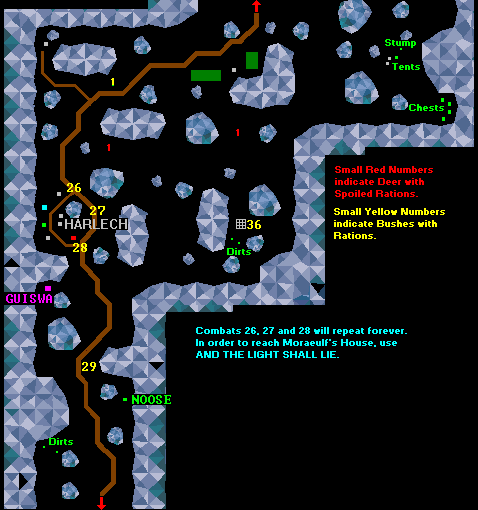 Stump
Tents
1
Chests
1
1
Small Red Numbers
indicate Deer with
Spoiled Rations.
26
27
Small Yellow Numbers
indicate Bushes with
Rations.
HARLECH
36
28
Dirts
GUISVA
Combats 26, 27 and 28 will repeat forever.
In order to reach Moraeulf's House, use
AND THE LIGHT SHALL LIE.
29
NOOSE
Dirts